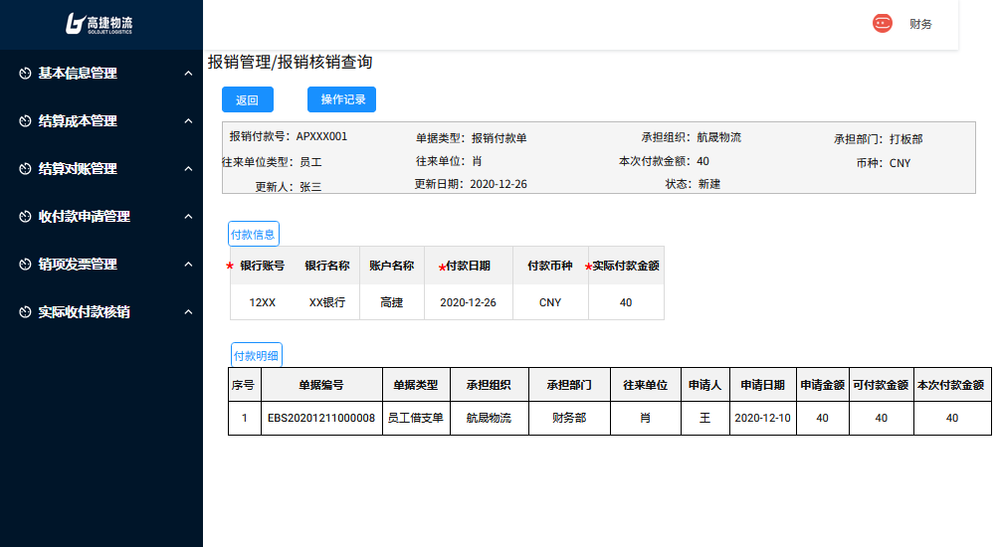 高捷物流
GOLDJET LOGISTICS
财务
基本信息管理
结算成本管理
结算对账管理
收付款申请管理
销项发票管理
实际收付款核销
报销管理/报销核销查询
返回 操作记录
报销付款号：APXXX001 单据类型：报销付款单 承担组织：航晟物流 承担部门：打板部
往来单位类型：员工 往来单位：肖 本次付款金额：40 币种：CNY
更新人：张三 更新日期：2020-12-26 状态：新建
付款信息
* 银行账号 银行名称 账户名称 *付款日期 付款币种 *实际付款金额
12XX XX银行 高捷 2020-12-26 CNY 40
付款明细
序号 单据编号 单据类型 承担组织 承担部门 往来单位 申请人 申请日期 申请金额 可付款金额 本次付款金额
1 EBS20201211000008 员工借支单 航晟物流 财务部 肖 王 2020-12-10 40 40 40